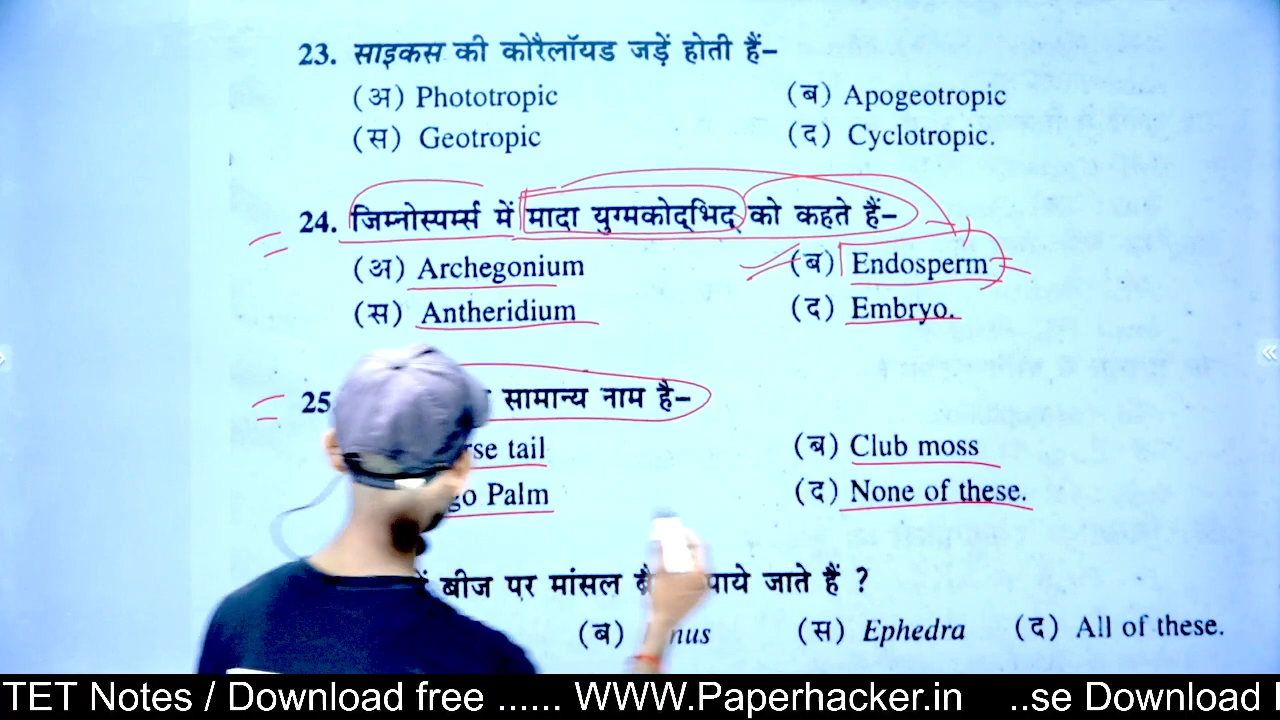 23. साइकस की कोरैलॉयड जड़ें होती हैं–
(अ) Phototropic (ब) Apogeotropic
(स) Geotropic (द) Cyclotropic.
24. जिम्नोस्पर्म्स में मादा युग्मकोद्भिद् को कहते हैं–
(अ) Archegonium (ब) Endosperm
(स) Antheridium (द) Embryo.
25 सामान्य नाम है–
rse tail (ब) Club moss
go Palm (द) None of these.
बीज पर मांसल पाये जाते हैं ?
(ब) nus (स) Ephedra (द) All of these.
TET Notes / Download free ...... WWW.Paperhacker.in ..se Download